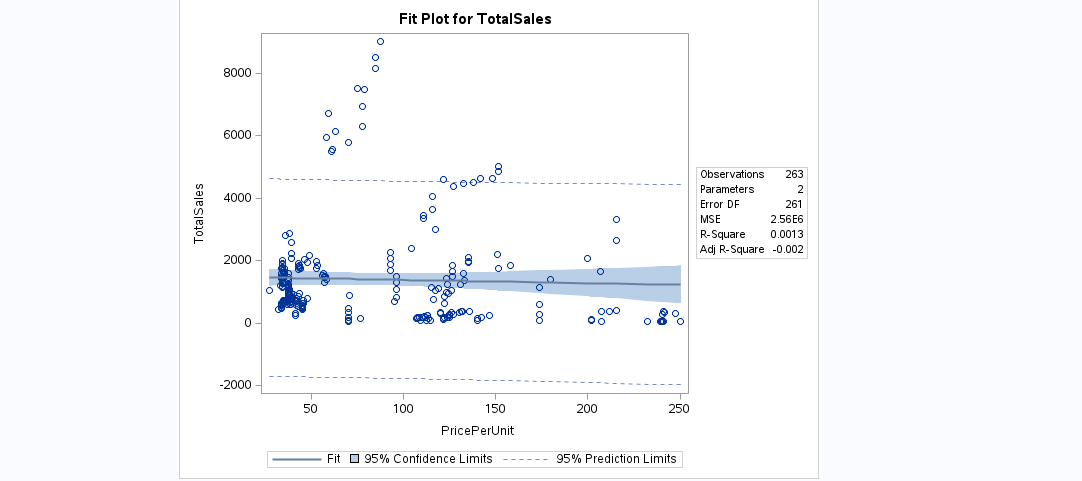 Fit Plot for TotalSales
8000
6000
4000
2000
0
-2000
TotalSales
50 100 150 200 250
PricePerUnit
Observations 263
Parameters 2
Error DF 261
MSE 2.56E6
R-Square 0.0013
Adj R-Square -0.002
Fit 95% Confidence Limits 95% Prediction Limits